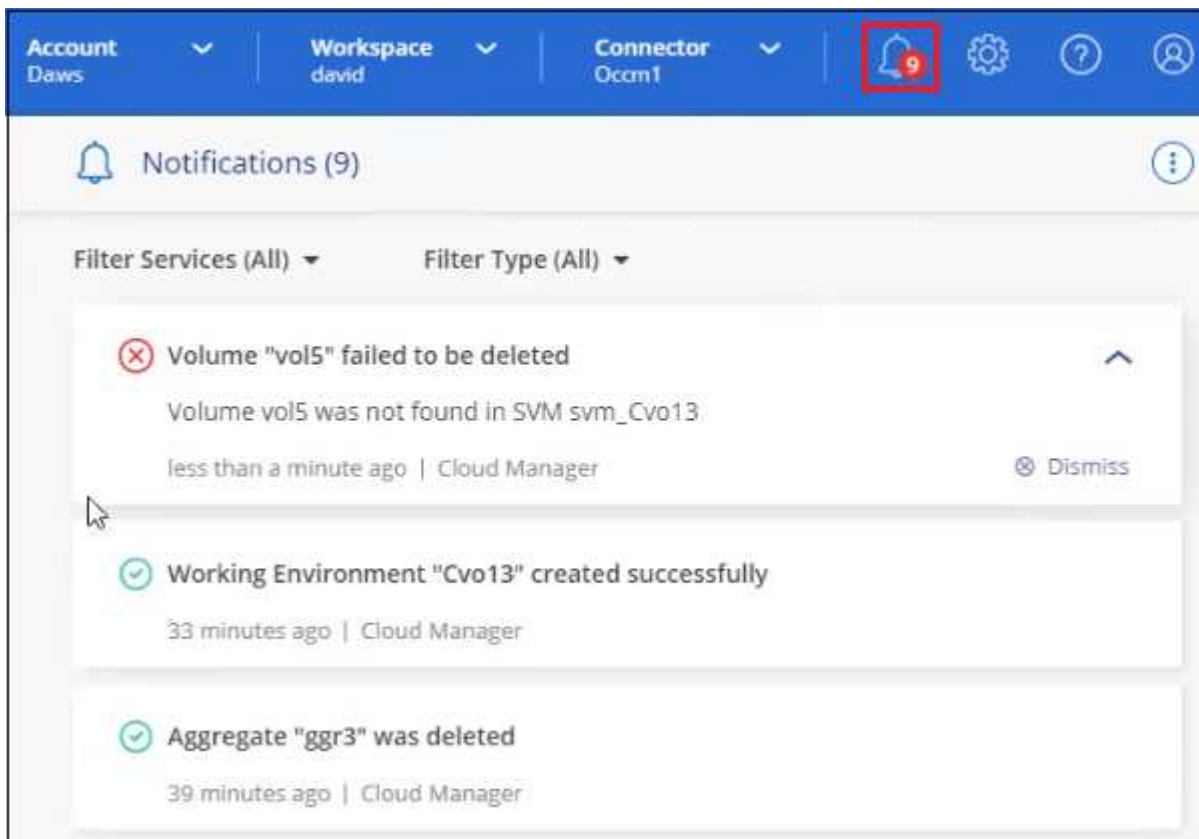 Account Workspace Connector
Daws david Occm1
9
Notifications (9)
Filter Services (All) Filter Type (All)
Volume "vol5" failed to be deleted
Volume vol5 was not found in SVM svm_Cvo13
less than a minute ago | Cloud Manager Dismiss
Working Environment "Cvo13" created successfully
33 minutes ago | Cloud Manager
Aggregate "ggr3" was deleted
39 minutes ago | Cloud Manager